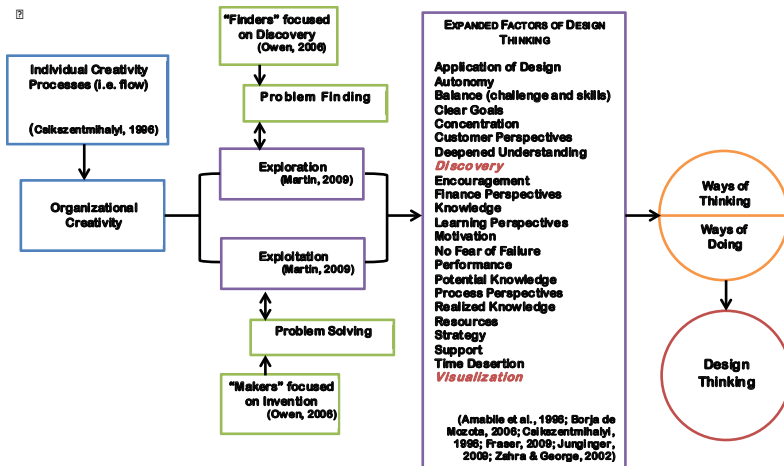 Individual Creativity
Processes (i.e. flow)
(Csikszentmihalyi, 1996)
Organizational
Creativity
“Finders” focused
on Discovery
(Owen, 2006)
Problem Finding
Exploration
(Martin, 2009)
Exploitation
(Martin, 2009)
Problem Solving
“Makers” focused
on Invention
(Owen, 2006)
EXPANDED FACTORS OF DESIGN
THINKING
Application of Design
Autonomy
Balance (challenge and skills)
Clear Goals
Concentration
Customer Perspectives
Deepened Understanding
Discovery
Encouragement
Finance Perspectives
Knowledge
Learning Perspectives
Motivation
No Fear of Failure
Performance
Potential Knowledge
Process Perspectives
Realized Knowledge
Resources
Strategy
Support
Time Desertion
Visualization
(Amabile et al., 1996; Borja de
Mozota, 2006; Csikszentmihalyi,
1996; Fraser, 2009; Junginger,
2009; Zahra & George, 2002)
Ways of
Thinking
Ways of
Doing
Design
Thinking